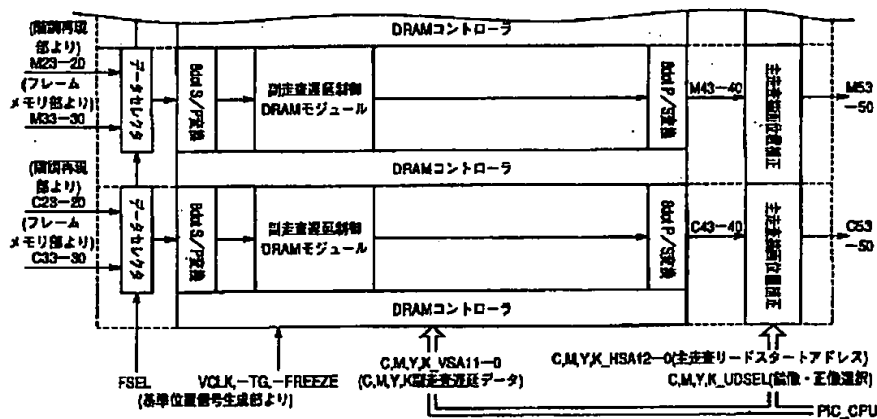 DRAMコントローラ
(階調再現
部より)
M23-20
(フレーム
メモリ部より)
M33-30
データセレクタ
8dot S/P変換
副走査遅延制御
DRAMモジュール
8dot P/S変換
M43-40
主走査描画位置補正
M53
-50
DRAMコントローラ
(階調再現
部より)
C23-20
(フレーム
メモリ部より)
C33-30
データセレクタ
8dot S/P変換
副走査遅延制御
DRAMモジュール
8dot P/S変換
C43-40
主走査描画位置補正
C53
-50
DRAMコントローラ
FSEL
VCLK,-TG,-FREEZE
(基準位置信号生成部より)
C,M,Y,K_VSA11-0
(C,M,Y,K副走査遅延データ)
C,M,Y,K_HSA12-0(主走査リードスタートアドレス)
C,M,Y,K_UDSEL(鏡像・正像選択)
PIC_CPU